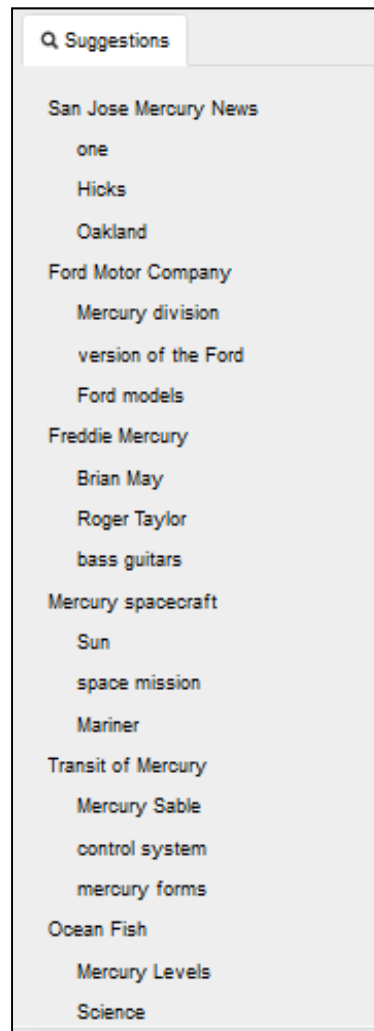 Suggestions
San Jose Mercury News
one
Hicks
Oakland
Ford Motor Company
Mercury division
version of the Ford
Ford models
Freddie Mercury
Brian May
Roger Taylor
bass guitars
Mercury spacecraft
Sun
space mission
Mariner
Transit of Mercury
Mercury Sable
control system
mercury forms
Ocean Fish
Mercury Levels
Science